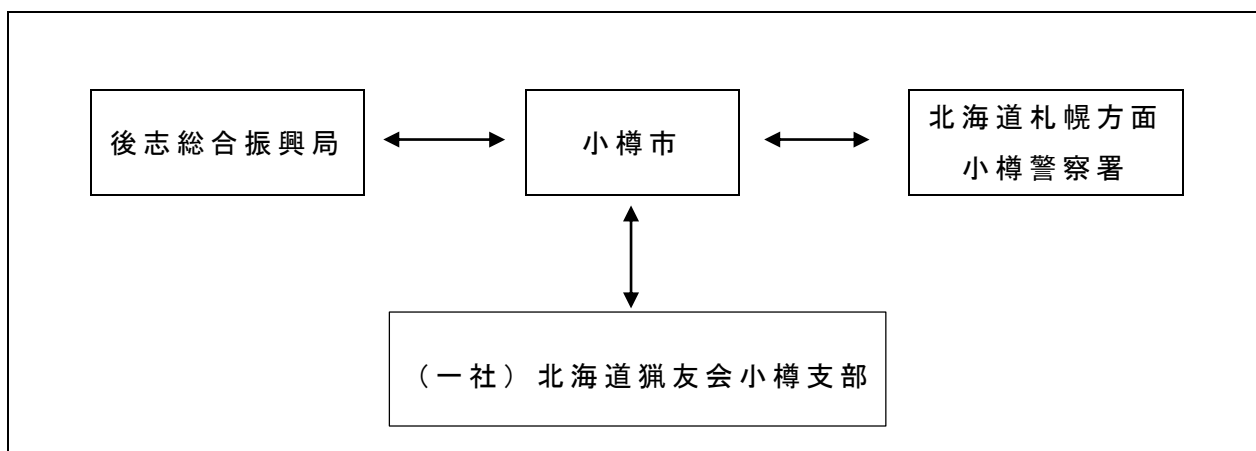 後志総合振興局
小樽市
北海道札幌方面
小樽警察署
（一社）北海道猟友会小樽支部